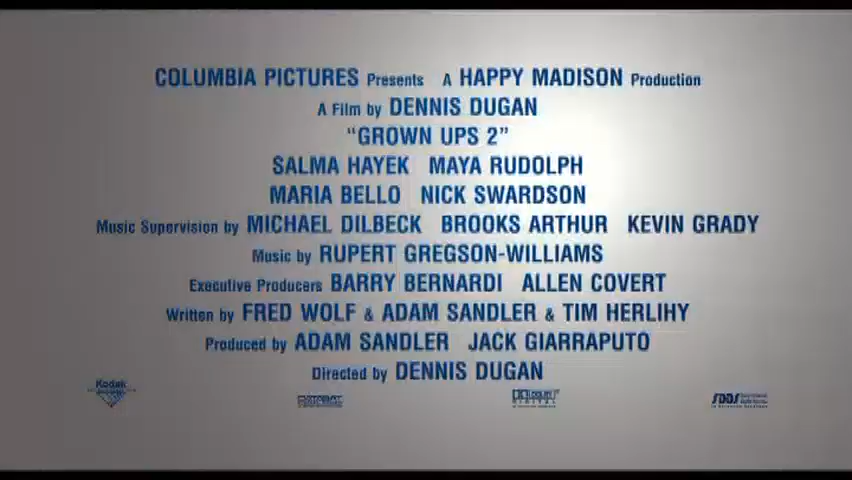 COLUMBIA PICTURES Presents A HAPPY MADISON Production
A Film by DENNIS DUGAN
"GROWN UPS 2"
SALMA HAYEK MAYA RUDOLPH
MARIA BELLO NICK SWARDSON
Music Supervision by MICHAEL DILBECK BROOKS ARTHUR KEVIN GRADY
Music by RUPERT GREGSON-WILLIAMS
Executive Producers BARRY BERNARDI ALLEN COVERT
Written by FRED WOLF & ADAM SANDLER & TIM HERLIHY
Produced by ADAM SANDLER JACK GIARRAPUTO
Directed by DENNIS DUGAN
Kodak
DIGITAL
SDDS